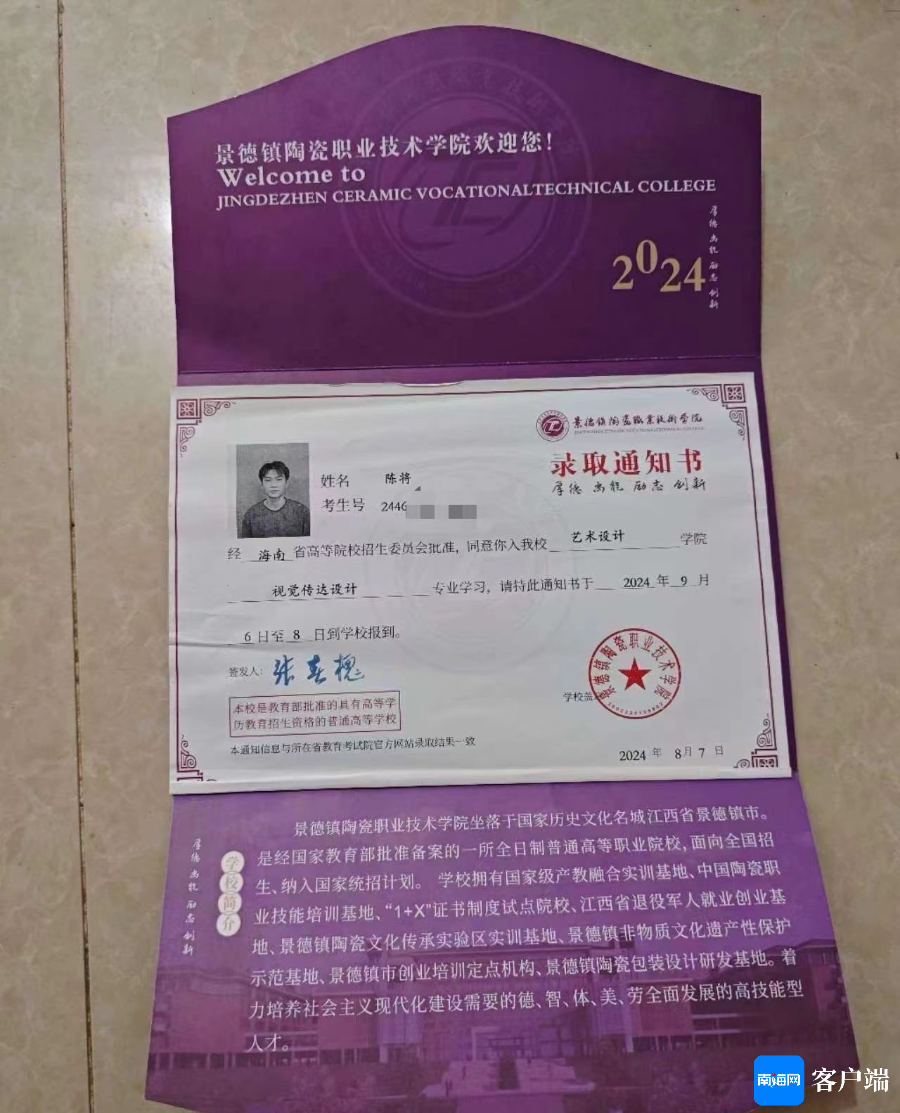 景德镇陶瓷职业技术学院欢迎您!
Welcome to
JINGDEZHEN CERAMIC VOCATIONALTECHNICAL COLLEGE
2024
厚德 尚能 励志 创新
景德镇陶瓷职业技术学院
录取通知书
厚德 尚能 励志 创新
姓名 陈将
考生号 2446
经 海南 省高等院校招生委员会批准, 同意你入我校 艺术设计 学院
视觉传达设计 专业学习, 请持此通知书于 2024 年 9 月
6 日至 8 日到学校报到。
签发人: 张春槐
景德镇陶瓷职业技术学院
学校盖
本校是教育部批准的具有高等学
历教育招生资格的普通高等学校
本通知信息与所在省教育考试院官方网站录取结果一致
2024 年 8月 7 日
厚德 尚能 励志 创新
学校简介
景德镇陶瓷职业技术学院坐落于国家历史文化名城江西省景德镇市。
是经国家教育部批准备案的一所全日制普通高等职业院校, 面向全国招
生、纳入国家统招计划。 学校拥有国家级产教融合实训基地、中国陶瓷职
业技能培训基地、“1+X”证书制度试点院校、江西省退役军人就业创业基
地、景德镇陶瓷文化传承实验区实训基地、景德镇非物质文化遗产性保护
示范基地、景德镇市创业培训定点机构、景德镇陶瓷包装设计研发基地。着
力培养社会主义现代化建设需要的德、智、体、美、劳全面发展的高技能型
人才。
南海网 客户端